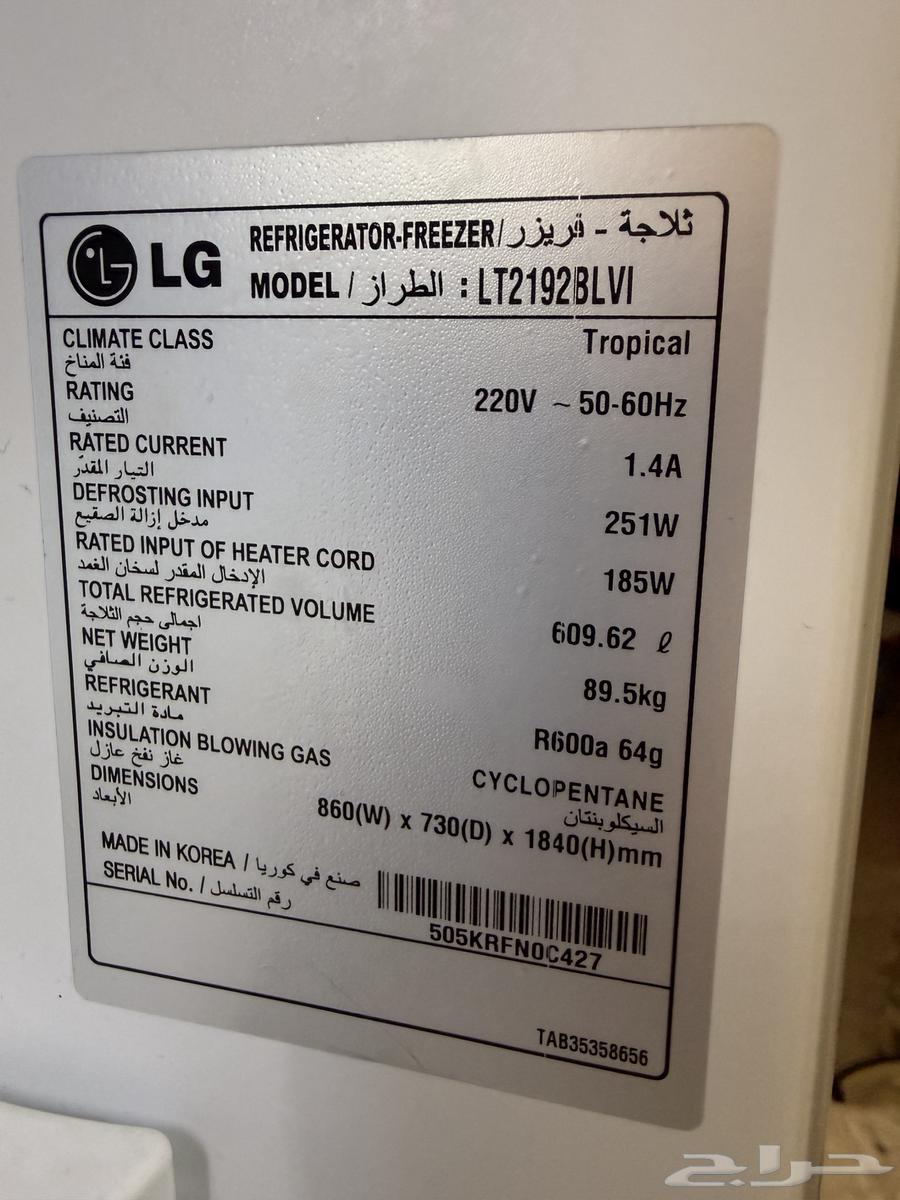 LG
REFRIGERATOR-FREEZER/ثلاجة - فريزر
MODEL / الطراز : LT2192BLVI
CLIMATE CLASS Tropical
فئة المناخ
RATING 220V ~ 50-60Hz
التصنيف
RATED CURRENT 1.4A
التيار المقدّر
DEFROSTING INPUT 251W
مدخل إزالة الصقيع
RATED INPUT OF HEATER CORD 185W
الإدخال المقدر لسخان الغمد
TOTAL REFRIGERATED VOLUME 609.62 ℓ
اجمالى حجم الثلاجة
NET WEIGHT 89.5kg
الوزن الصافي
REFRIGERANT R600a 64g
مادة التبريد
INSULATION BLOWING GAS CYCLOPENTANE
غاز نفخ عازل السيكلوبنتان
DIMENSIONS 860(W) x 730(D) x 1840(H)mm
الأبعاد
MADE IN KOREA / صنع في كوريا
SERIAL No. / رقم التسلسل
505KRFN0C427
TAB35358656
حراج